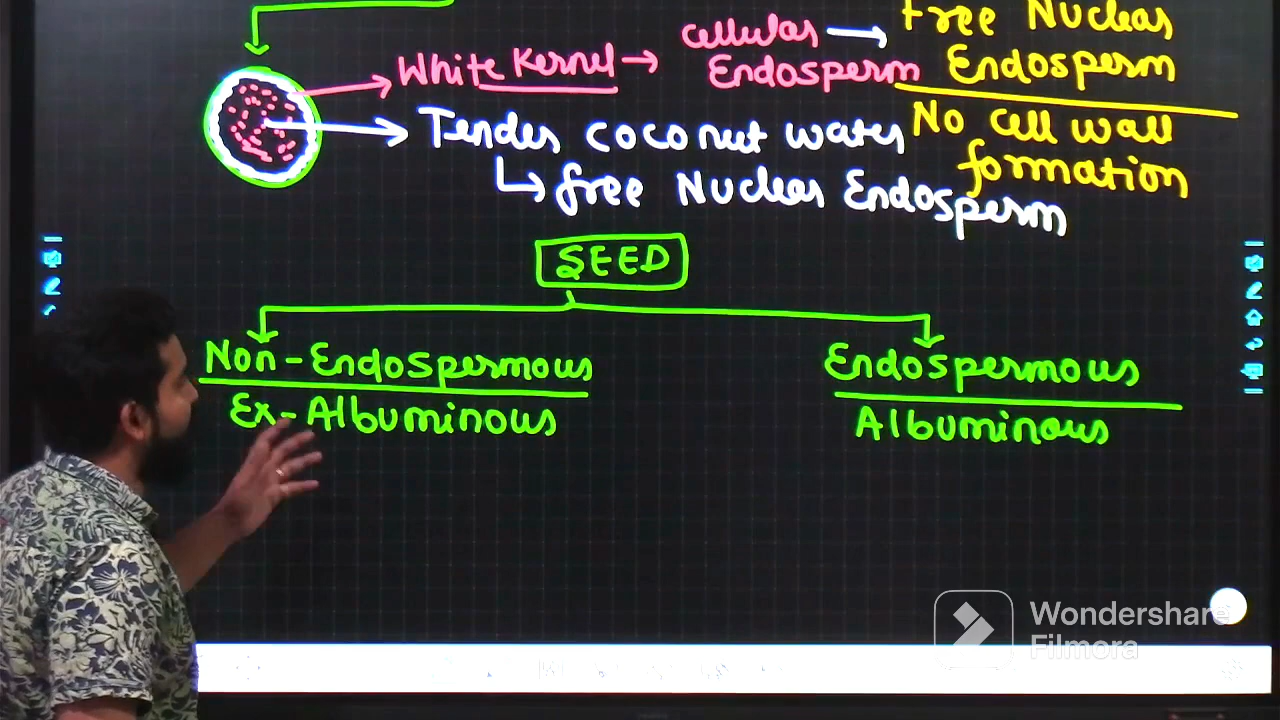 Free Nuclear
Cellular
Endosperm
Endosperm
White Kernel
No cell wall
formation
Tender coconut water
free Nuclear Endosperm
SEED
Non-Endospermous
Ex-Albuminous
Endospermous
Albuminous
Wondershare
Filmora